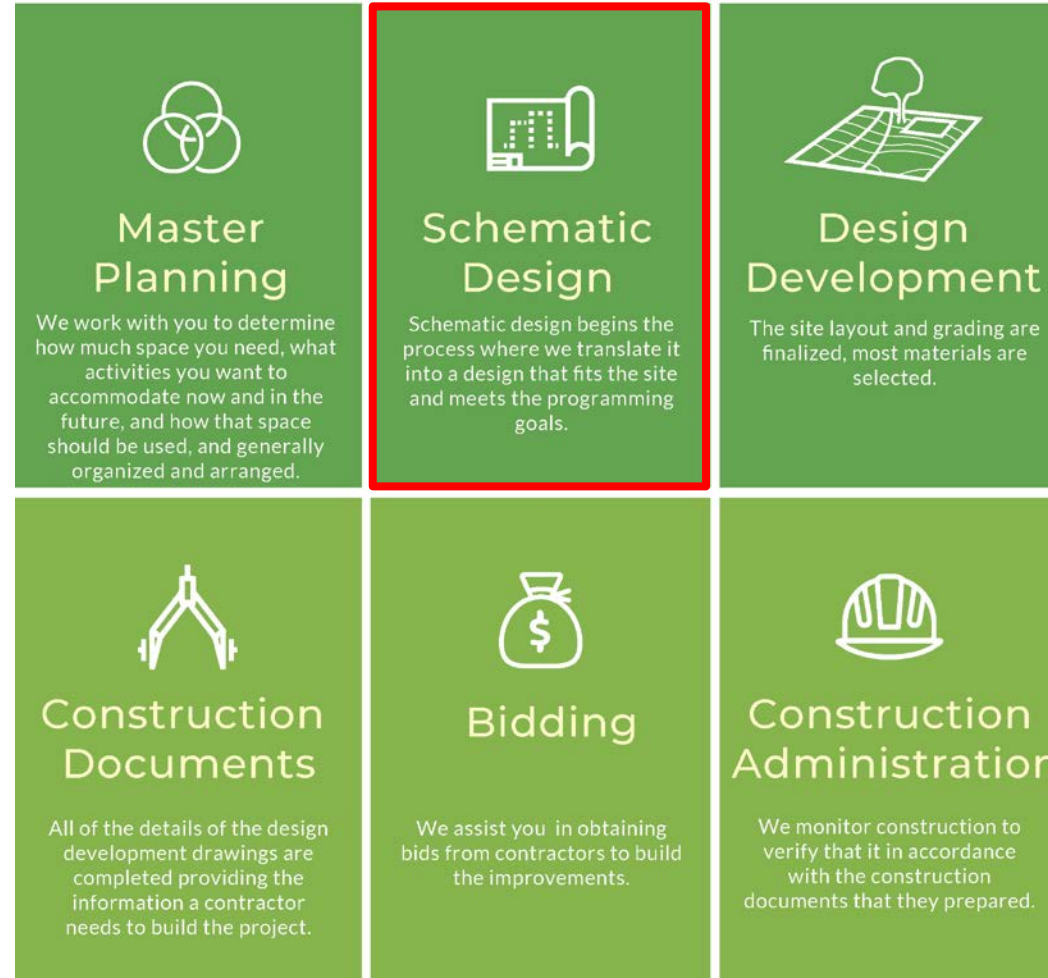 Master
Planning
We work with you to determine
how much space you need, what
activities you want to
accommodate now and in the
future, and how that space
should be used, and generally
organized and arranged.
Schematic
Design
Schematic design begins the
process where we translate it
into a design that fits the site
and meets the programming
goals.
Design
Development
The site layout and grading are
finalized, most materials are
selected.
Construction
Documents
All of the details of the design
development drawings are
completed providing the
information a contractor
needs to build the project.
Bidding
$
We assist you in obtaining
bids from contractors to build
the improvements.
Construction
Administration
We monitor construction to
verify that it in accordance
with the construction
documents that they prepared.